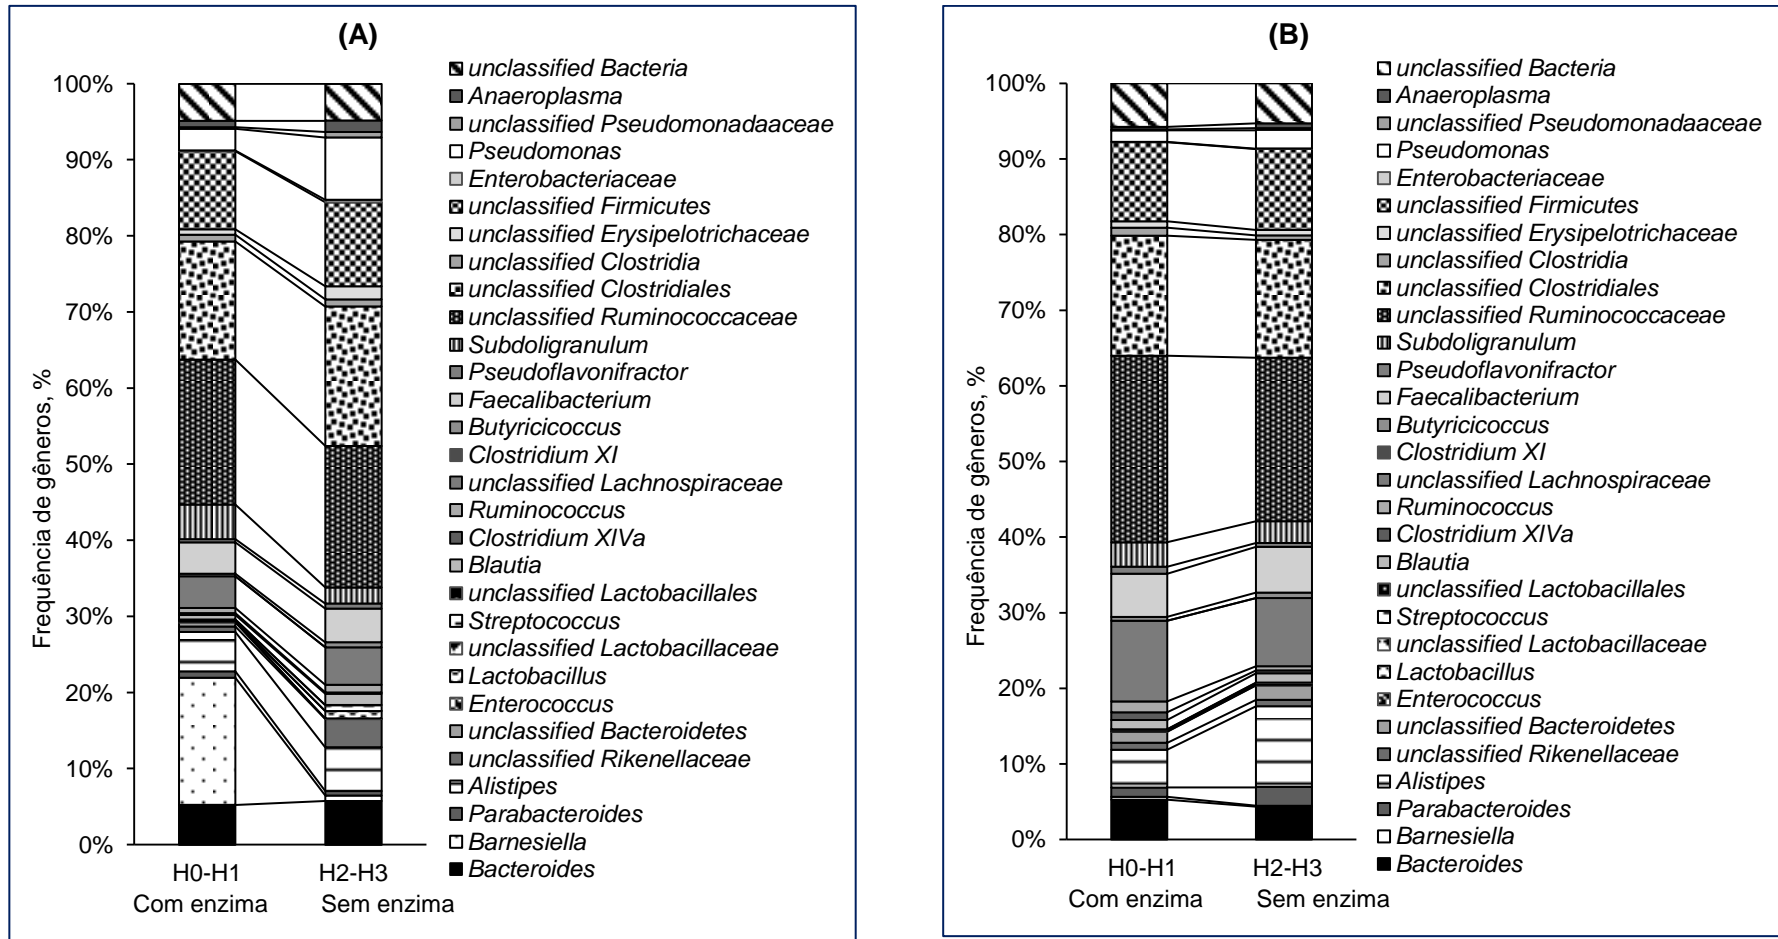 (A)
Frequência de gêneros, %
100%
90%
80%
70%
60%
50%
40%
30%
20%
10%
0%
H0-H1
H2-H3
Com enzima
Sem enzima
unclassified Bacteria
Anaeroplasma
unclassified Pseudomonadaaceae
Pseudomonas
Enterobacteriaceae
unclassified Firmicutes
unclassified Erysipelotrichaceae
unclassified Clostridia
unclassified Clostridiales
unclassified Ruminococcaceae
Subdoligranulum
Pseudoflavonifractor
Faecalibacterium
Butyricicoccus
Clostridium XI
unclassified Lachnospiraceae
Ruminococcus
Clostridium XIVa
Blautia
unclassified Lactobacillales
Streptococcus
unclassified Lactobacillaceae
Lactobacillus
Enterococcus
unclassified Bacteroidetes
unclassified Rikenellaceae
Alistipes
Parabacteroides
Barnesiella
Bacteroides
(B)
Frequência de gêneros, %
100%
90%
80%
70%
60%
50%
40%
30%
20%
10%
0%
H0-H1
H2-H3
Com enzima
Sem enzima
unclassified Bacteria
Anaeroplasma
unclassified Pseudomonadaaceae
Pseudomonas
Enterobacteriaceae
unclassified Firmicutes
unclassified Erysipelotrichaceae
unclassified Clostridia
unclassified Clostridiales
unclassified Ruminococcaceae
Subdoligranulum
Pseudoflavonifractor
Faecalibacterium
Butyricicoccus
Clostridium XI
unclassified Lachnospiraceae
Ruminococcus
Clostridium XIVa
Blautia
unclassified Lactobacillales
Streptococcus
unclassified Lactobacillaceae
Lactobacillus
Enterococcus
unclassified Bacteroidetes
unclassified Rikenellaceae
Alistipes
Parabacteroides
Barnesiella
Bacteroides